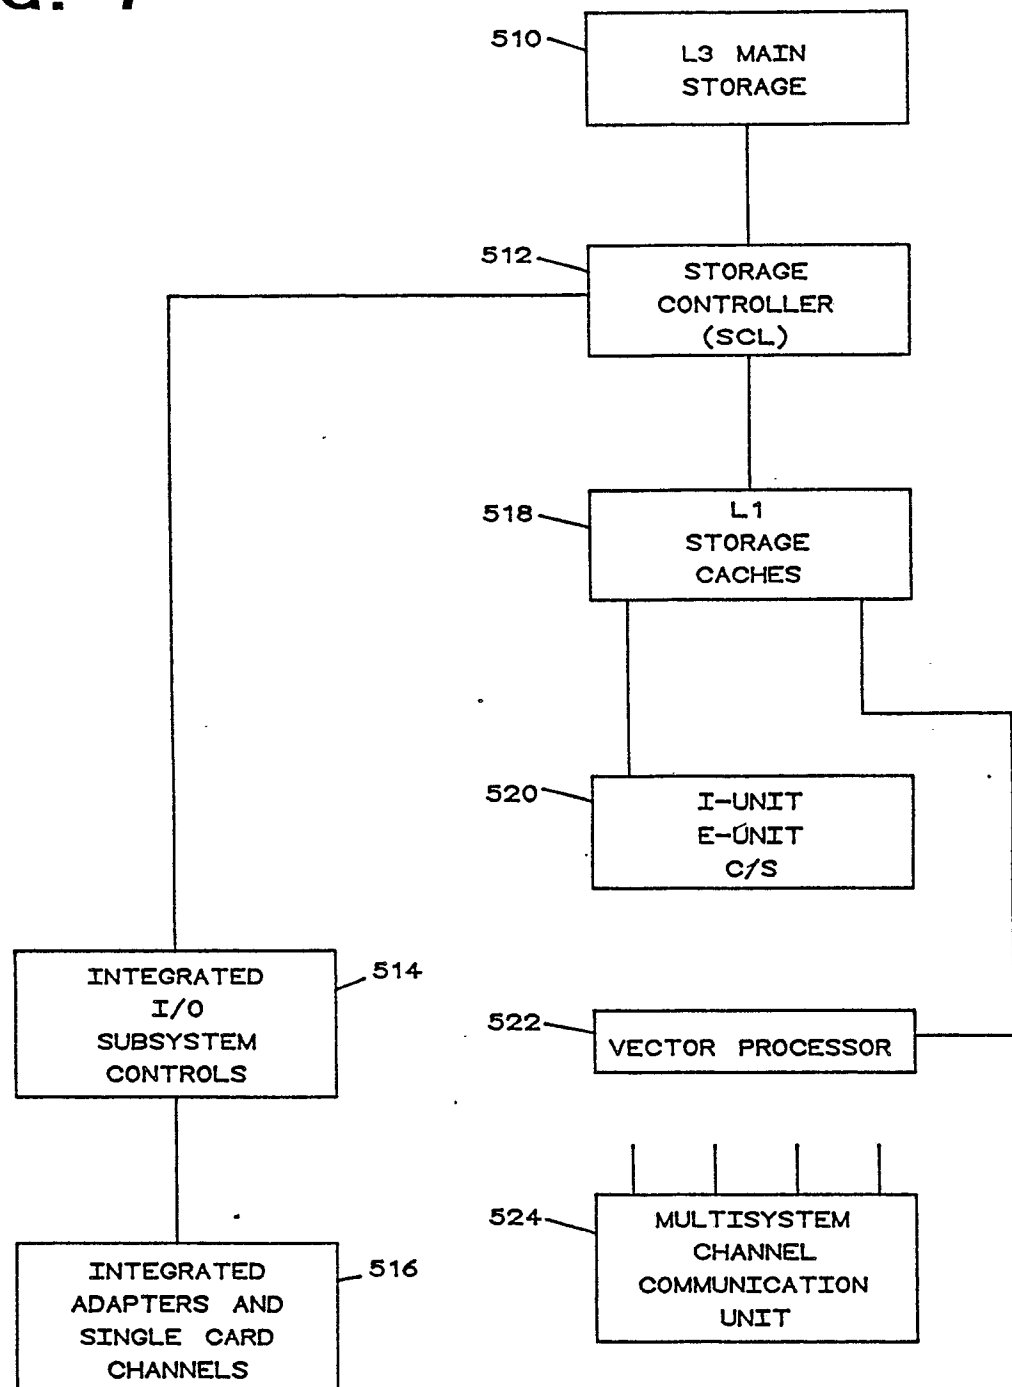 510
L3 MAIN
STORAGE
512
STORAGE
CONTROLLER
(SCL)
518
L1
STORAGE
CACHES
520
I-UNIT
E-UNIT
C/S
514
INTEGRATED
I/O
SUBSYSTEM
CONTROLS
522
VECTOR PROCESSOR
524
MULTISYSTEM
CHANNEL
COMMUNICATION
UNIT
516
INTEGRATED
ADAPTERS AND
SINGLE CARD
CHANNELS